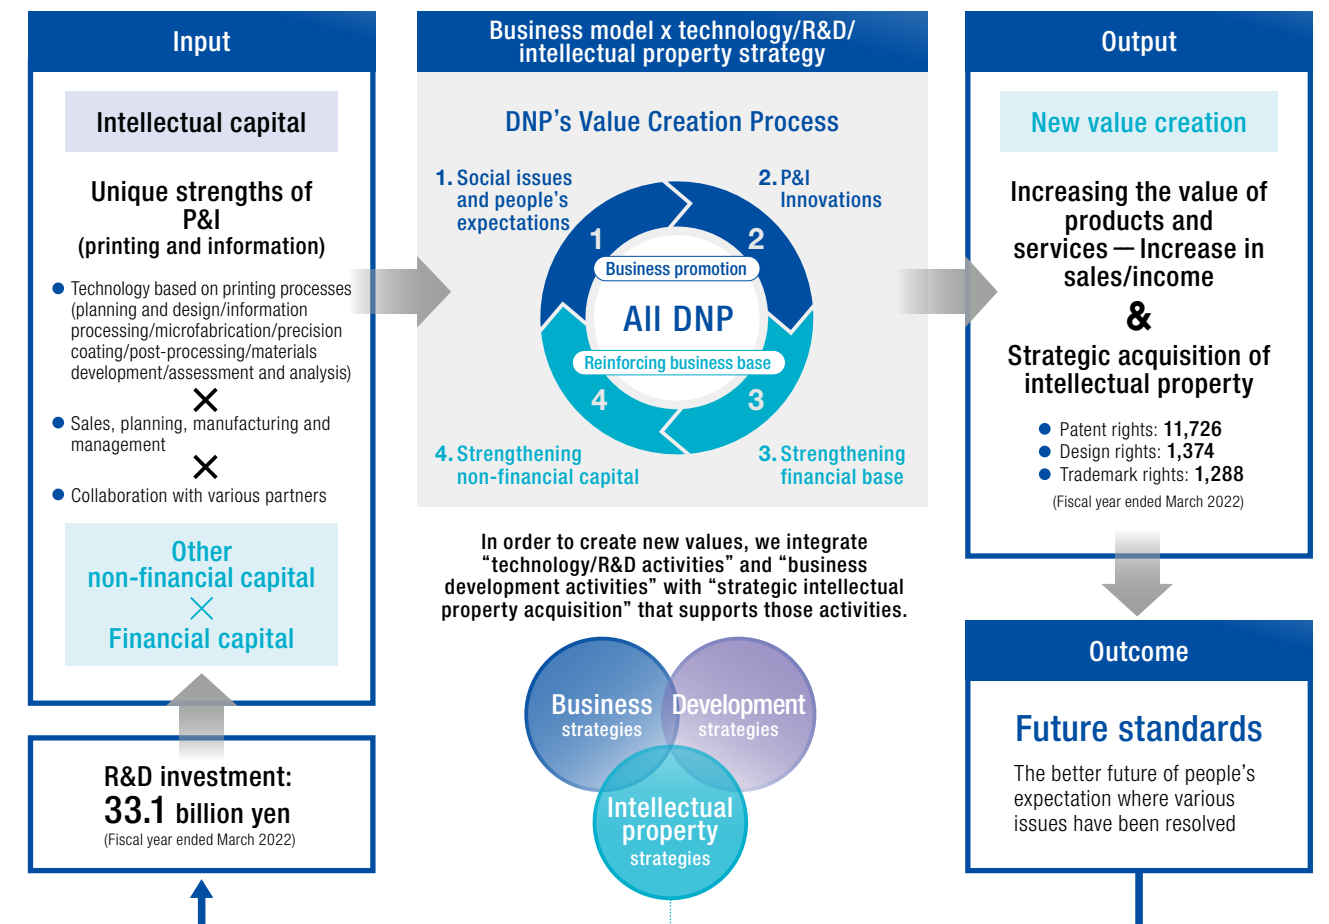 Input
Intellectual capital
Unique strengths of
P&I
(printing and information)
● Technology based on printing processes
(planning and design/information
processing/microfabrication/precision
coating/post-processing/materials
development/assessment and analysis)
×
● Sales, planning, manufacturing and
management
×
● Collaboration with various partners
Other
non-financial capital
×
Financial capital
R&D investment:
33.1 billion yen
(Fiscal year ended March 2022)
Business model x technology/R&D/
intellectual property strategy
DNP's Value Creation Process
1. Social issues
and people's
expectations
2. P&I
Innovations
1
2
Business promotion
All DNP
Reinforcing business base
4
3
4. Strengthening
non-financial capital
3. Strengthening
financial base
In order to create new values, we integrate
“technology/R&D activities” and “business
development activities” with “strategic intellectual
property acquisition” that supports those activities.
Business
strategies
Development
strategies
Intellectual
property
strategies
Output
New value creation
Increasing the value of
products and
services — Increase in
sales/income
&
Strategic acquisition of
intellectual property
● Patent rights: 11,726
● Design rights: 1,374
● Trademark rights: 1,288
(Fiscal year ended March 2022)
Outcome
Future standards
The better future of people's
expectation where various
issues have been resolved